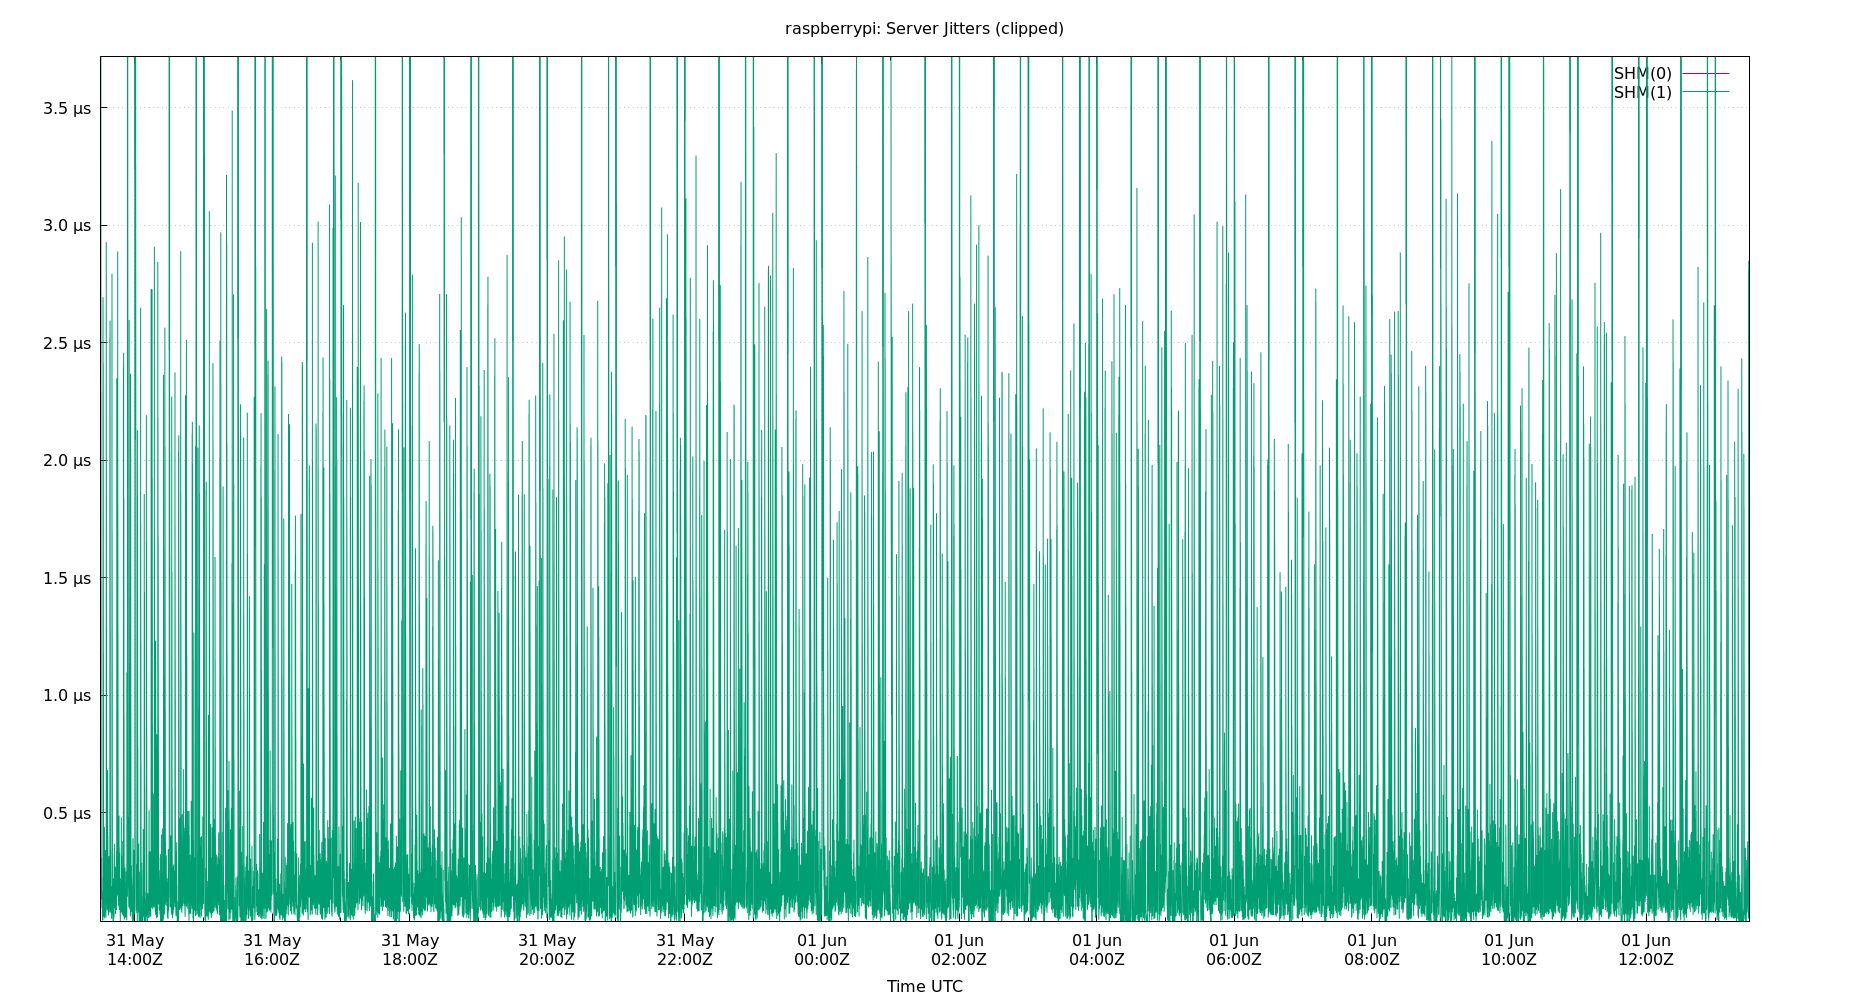 raspberrypi: Server Jitters (clipped)
SHM(0)
SHM(1)
3.5 µs
3.0 µs
2.5 µs
2.0 µs
1.5 µs
1.0 µs
0.5 µs
31 May 31 May 31 May 31 May 31 May 01 Jun 01 Jun 01 Jun 01 Jun 01 Jun 01 Jun 01 Jun
14:00Z 16:00Z 18:00Z 20:00Z 22:00Z 00:00Z 02:00Z 04:00Z 06:00Z 08:00Z 10:00Z 12:00Z
Time UTC